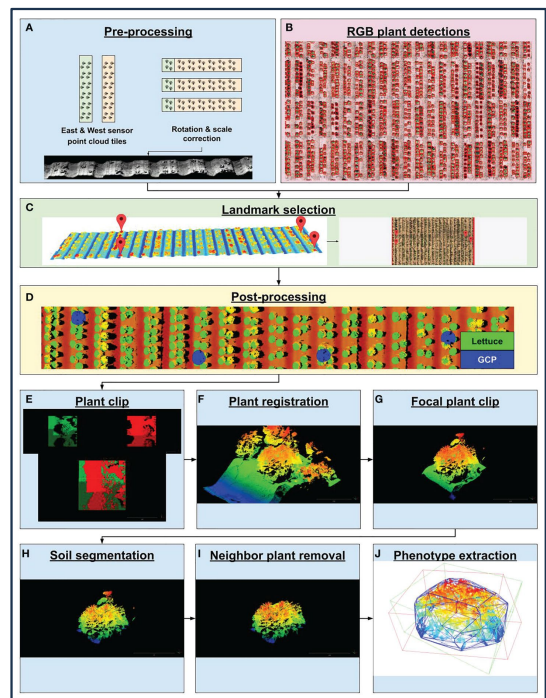 A
Pre-processing
East & West sensor
point cloud tiles
Rotation & scale
correction
B
RGB plant detections
C
Landmark selection
D
Post-processing
Lettuce
GCP
E
Plant clip
F
Plant registration
G
Focal plant clip
H
Soil segmentation
I
Neighbor plant removal
J
Phenotype extraction